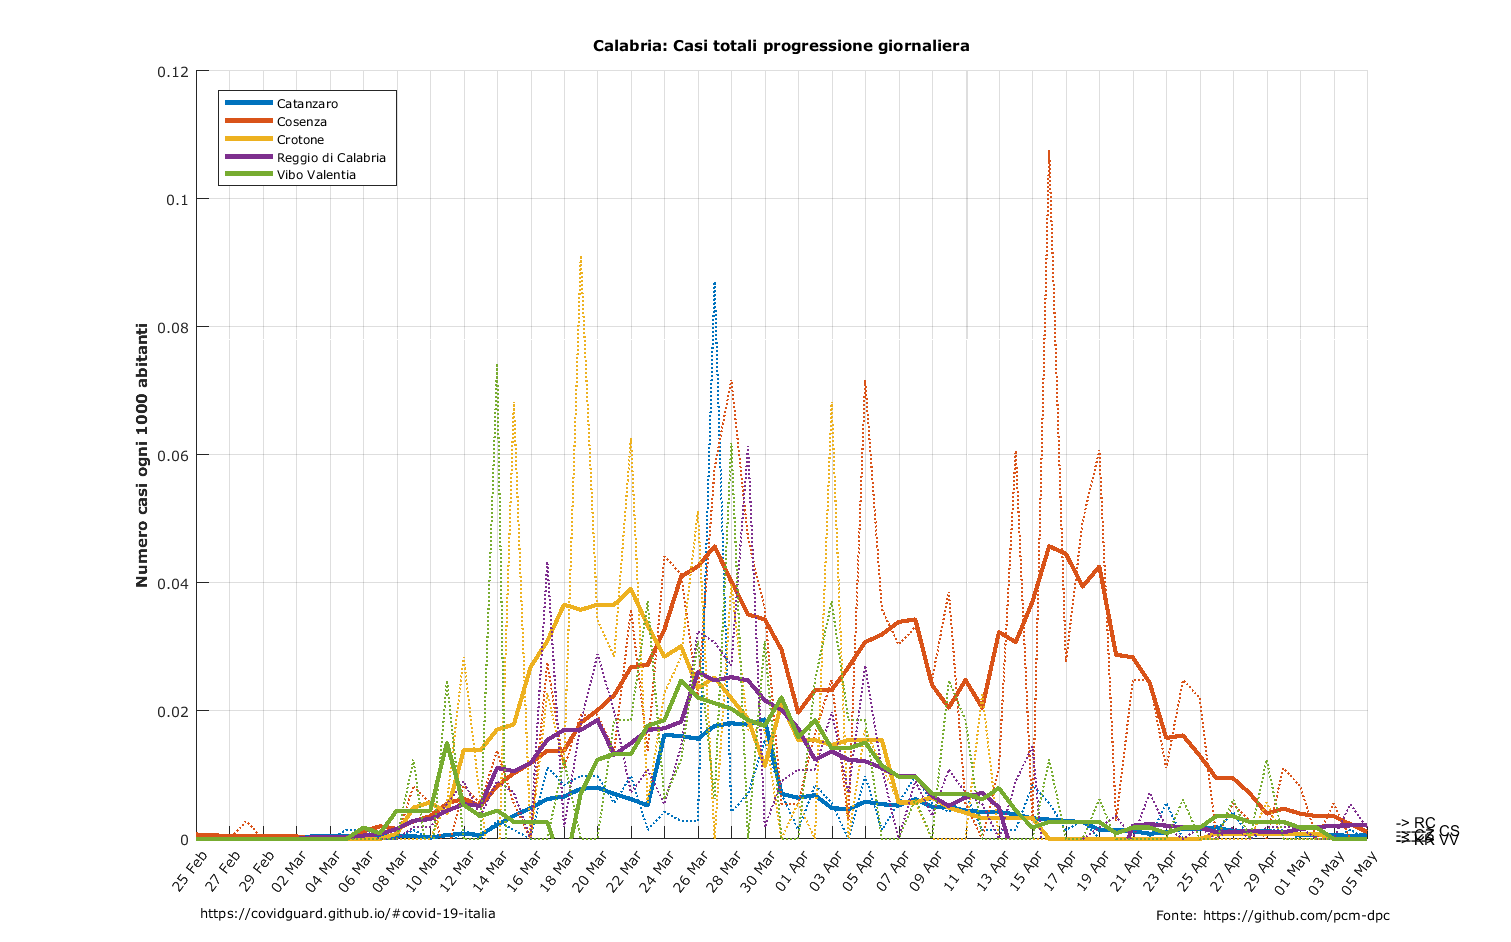 Calabria: Casi totali progressione giornaliera
0.12
0.1
0.08
0.06
0.04
0.02
0
Numero casi ogni 1000 abitanti
Catanzaro
Cosenza
Crotone
Reggio di Calabria
Vibo Valentia
-> RC
25 Feb
27 Feb
29 Feb
02 Mar
04 Mar
06 Mar
08 Mar
10 Mar
12 Mar
14 Mar
16 Mar
18 Mar
20 Mar
22 Mar
24 Mar
26 Mar
28 Mar
30 Mar
01 Apr
03 Apr
05 Apr
07 Apr
09 Apr
11 Apr
13 Apr
15 Apr
17 Apr
19 Apr
21 Apr
23 Apr
25 Apr
27 Apr
29 Apr
01 May
03 May
05 May
https://covidguard.github.io/#covid-19-italia
Fonte: https://github.com/pcm-dpc